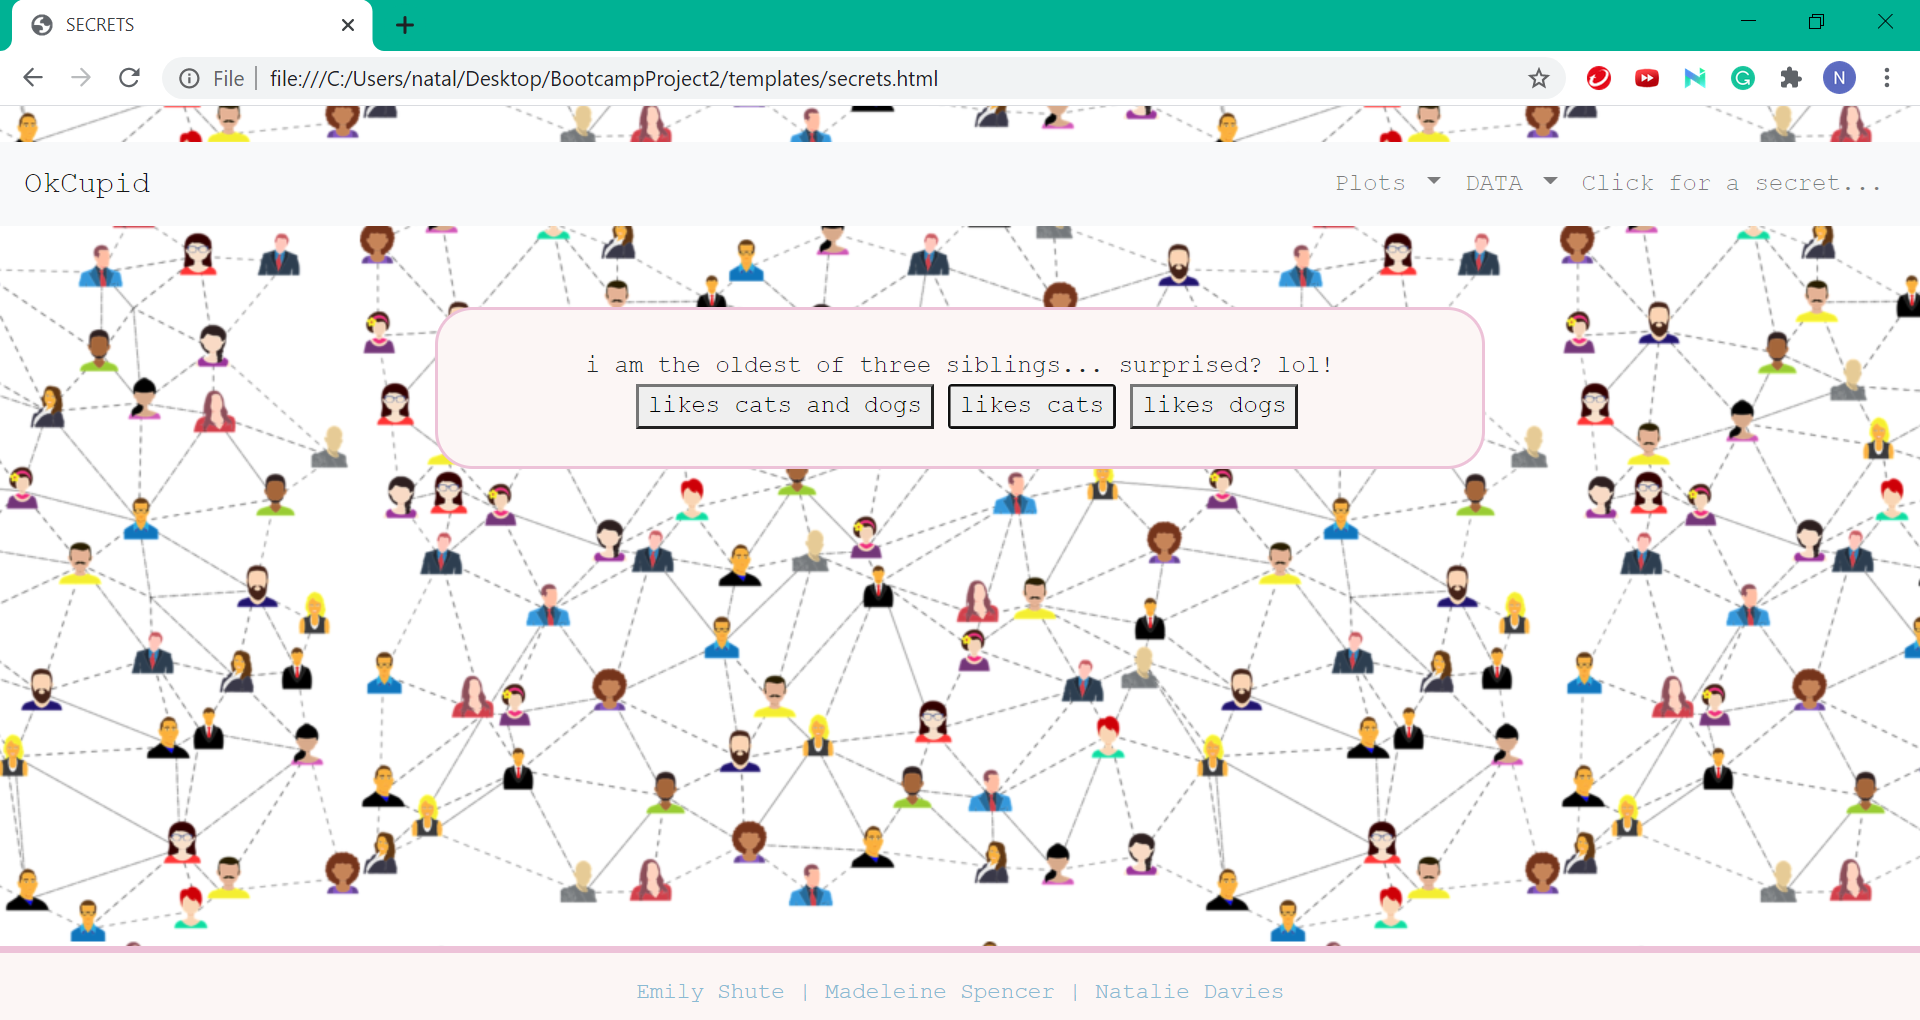 SECRETS
File | file:///C:/Users/natal/Desktop/BootcampProject2/templates/secrets.html
N
OkCupid
Plots DATA Click for a secret...
i am the oldest of three siblings... surprised? lol!
likes cats and dogs likes cats likes dogs
Emily Shute | Madeleine Spencer | Natalie Davies